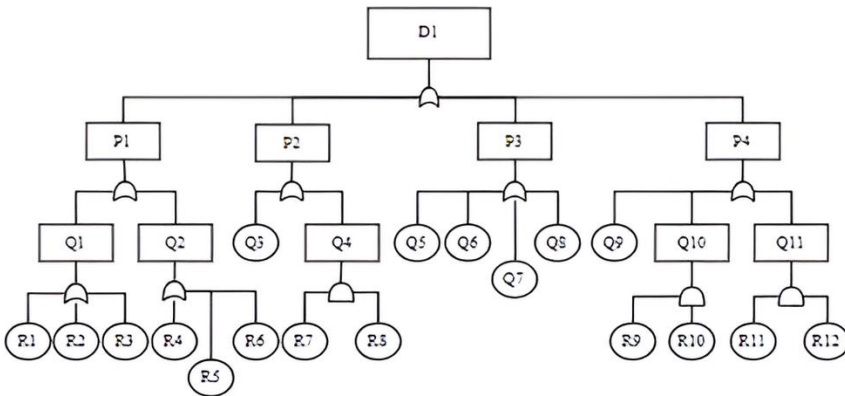 D1
P1 P2 P3 P4
Q1 Q2 Q3 Q4 Q5 Q6 Q8 Q9 Q10 Q11
Q7
R1 R2 R3 R4 R6 R7 R8 R9 R10 R11 R12
R5